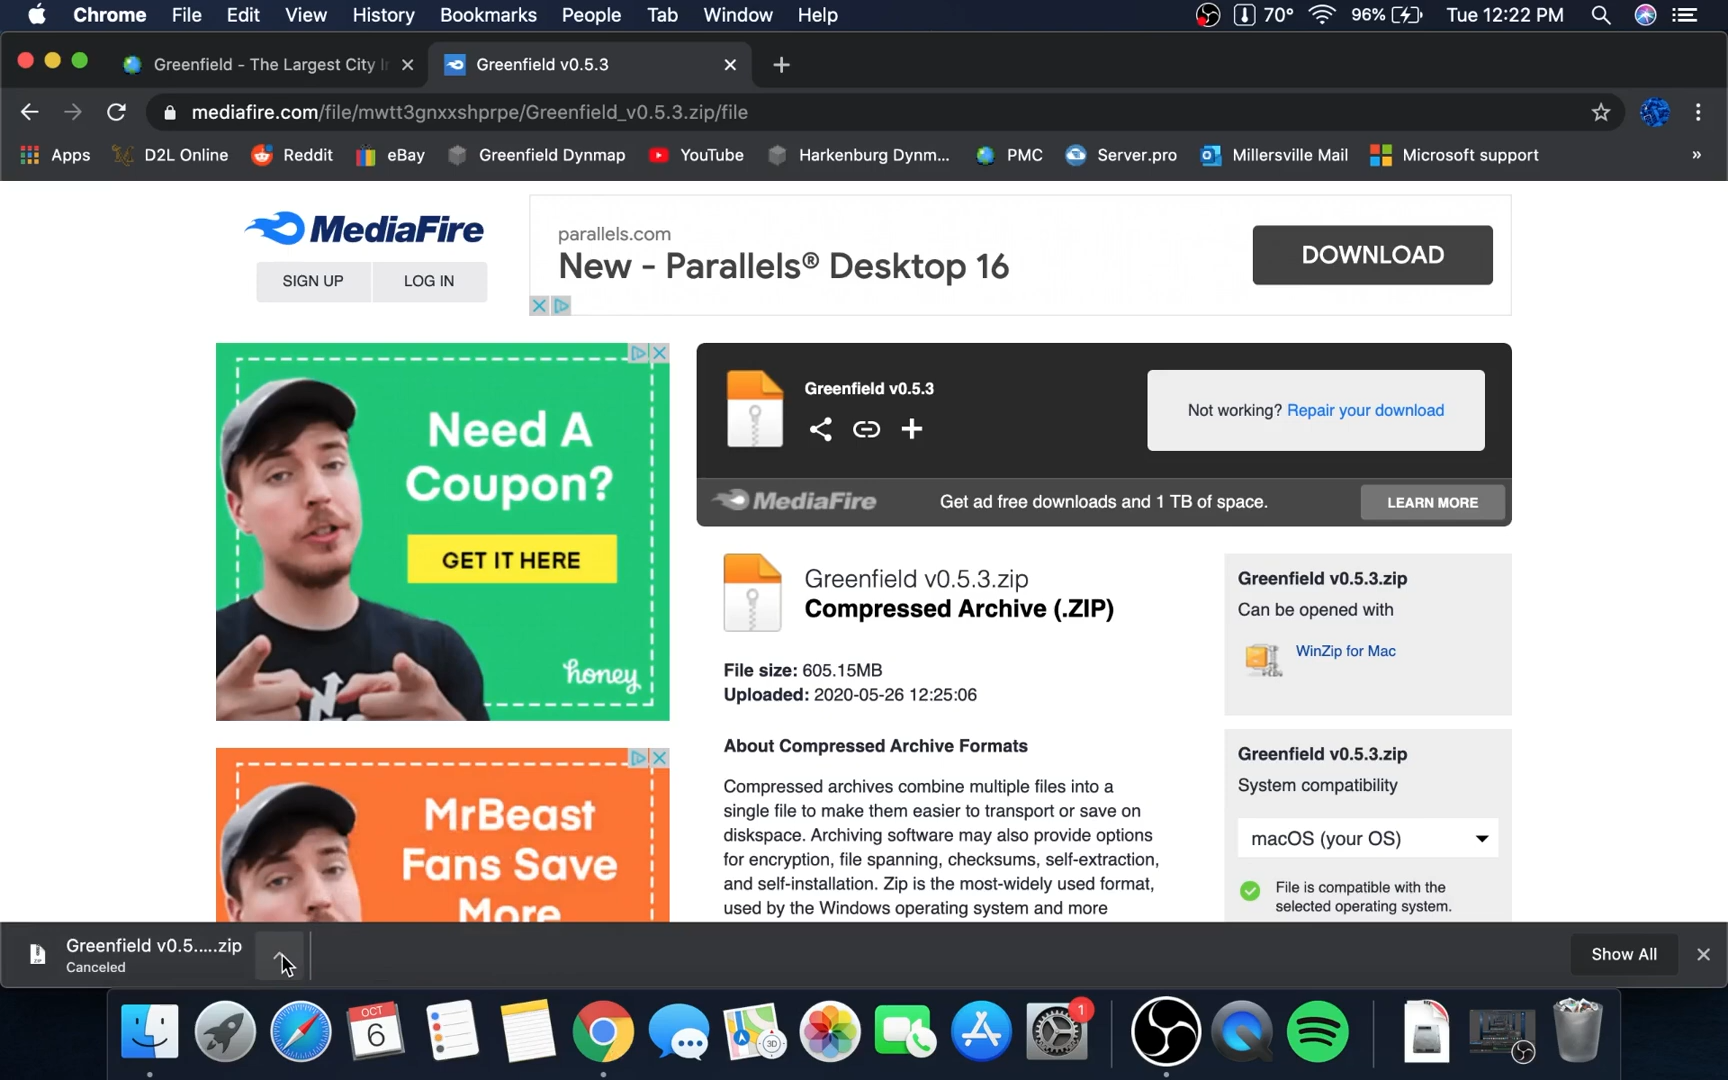 Chrome File Edit View History Bookmarks People Tab Window Help 70° 96% Tue 12:22 PM
Greenfield - The Largest City In Greenfield v0.5.3
mediafire.com/file/mwtt3gnxxshprpe/Greenfield_v0.5.3.zip/file
Apps D2L Online Reddit eBay Greenfield Dynmap YouTube Harkenburg Dynm... PMC Server.pro Millersville Mail Microsoft support »
MediaFire
SIGN UP LOG IN
parallels.com
New - Parallels® Desktop 16
DOWNLOAD
Need A
Coupon?
GET IT HERE
honey
MrBeast
Fans Save
More
Greenfield v0.5.3
Not working? Repair your download
MediaFire Get ad free downloads and 1 TB of space. LEARN MORE
Greenfield v0.5.3.zip
Compressed Archive (.ZIP)
File size: 605.15MB
Uploaded: 2020-05-26 12:25:06
About Compressed Archive Formats
Compressed archives combine multiple files into a
single file to make them easier to transport or save on
diskspace. Archiving software may also provide options
for encryption, file spanning, checksums, self-extraction,
and self-installation. Zip is the most-widely used format,
used by the Windows operating system and more
Greenfield v0.5.3.zip
Can be opened with
WinZip for Mac
Greenfield v0.5.3.zip
System compatibility
macOS (your OS)
File is compatible with the
selected operating system.
Greenfield v0.5.....zip
Canceled
Show All
OCT
6
3D
1